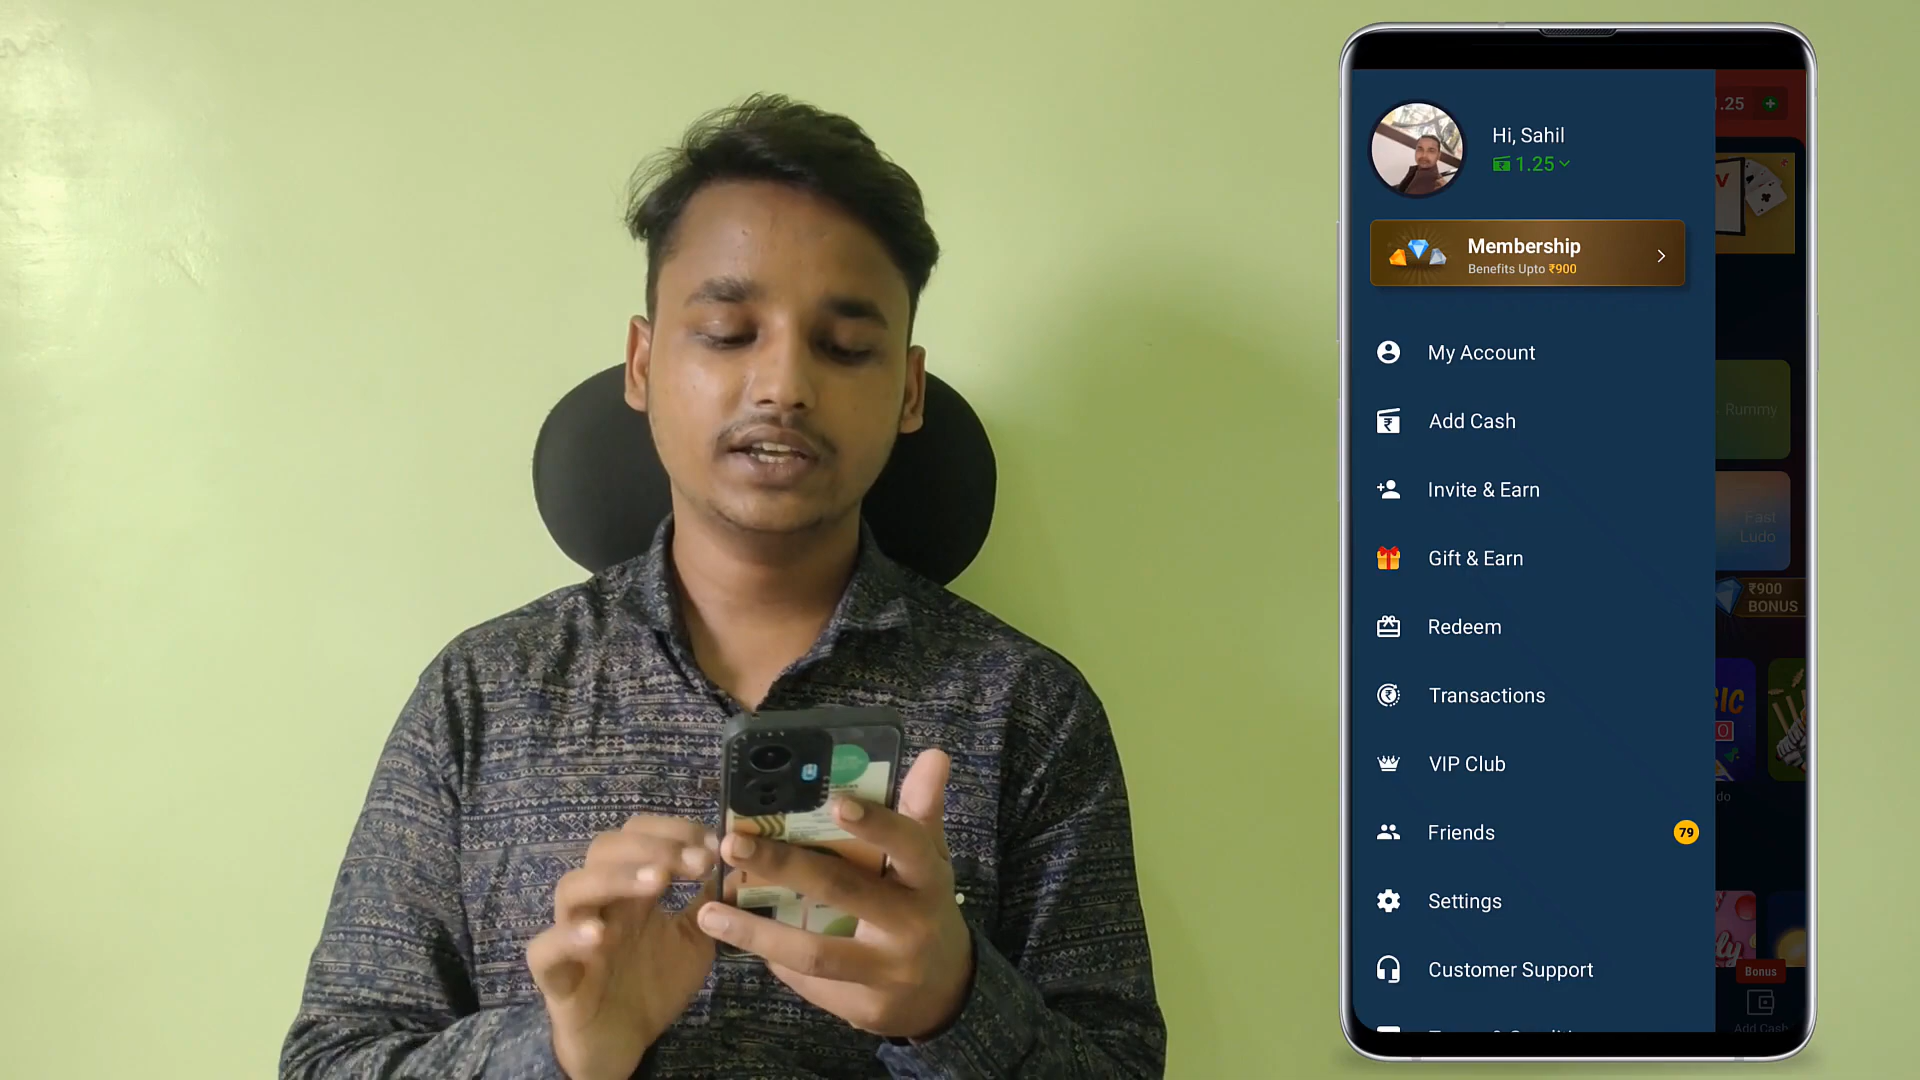 Hi, Sahil
1.25
Membership
Benefits Upto ₹900
My Account
Add Cash
Invite & Earn
Gift & Earn
Redeem
Transactions
VIP Club
Friends
79
Settings
Customer Support
.25
Rummy
Fast
Ludo
₹900
BONUS
Bonus
Add Cash